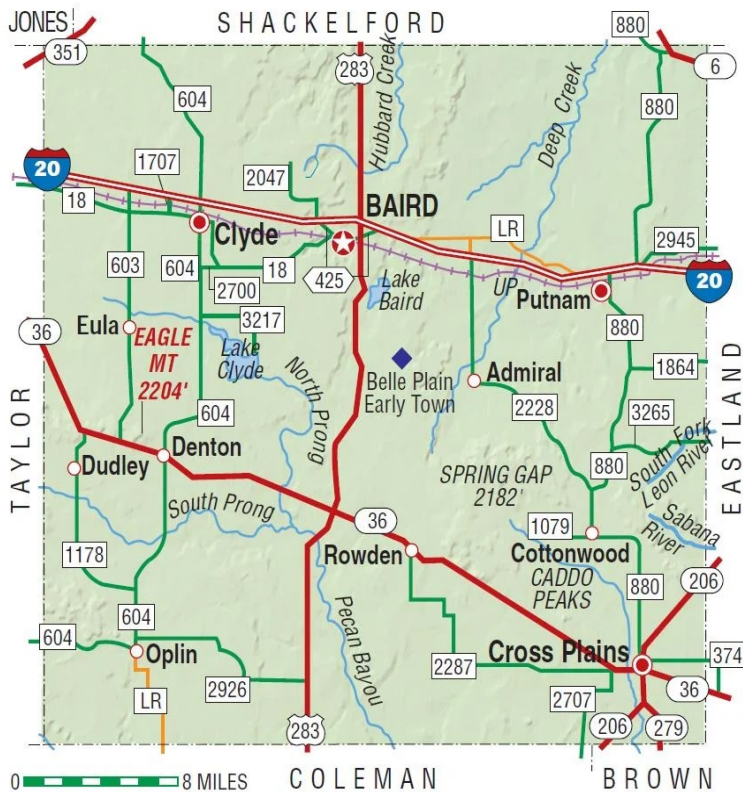 JONES
SHACKELFORD
351
880
6
283
604
880
Hubbard Creek
Deep Creek
20
1707
2047
BAIRD
18
Clyde
LR
2945
603
604
18
2700
425
Lake
Baird
UP
20
Putnam
36
Eula
EAGLE
MT
2204'
3217
Lake
Clyde
880
1864
Belle Plain
Early Town
Admiral
North Prong
604
2228
3265
TAYLOR
EASTLAND
Denton
Dudley
SPRING GAP
2182'
880
South Fork
Leon River
South Prong
36
1079
Sabana
River
Rowden
Cottonwood
1178
CADDO
PEAKS
206
880
604
604
Pecan Bayou
Oplin
2287
Cross Plains
374
2926
LR
36
2707
283
206
279
0
8 MILES
COLEMAN
BROWN